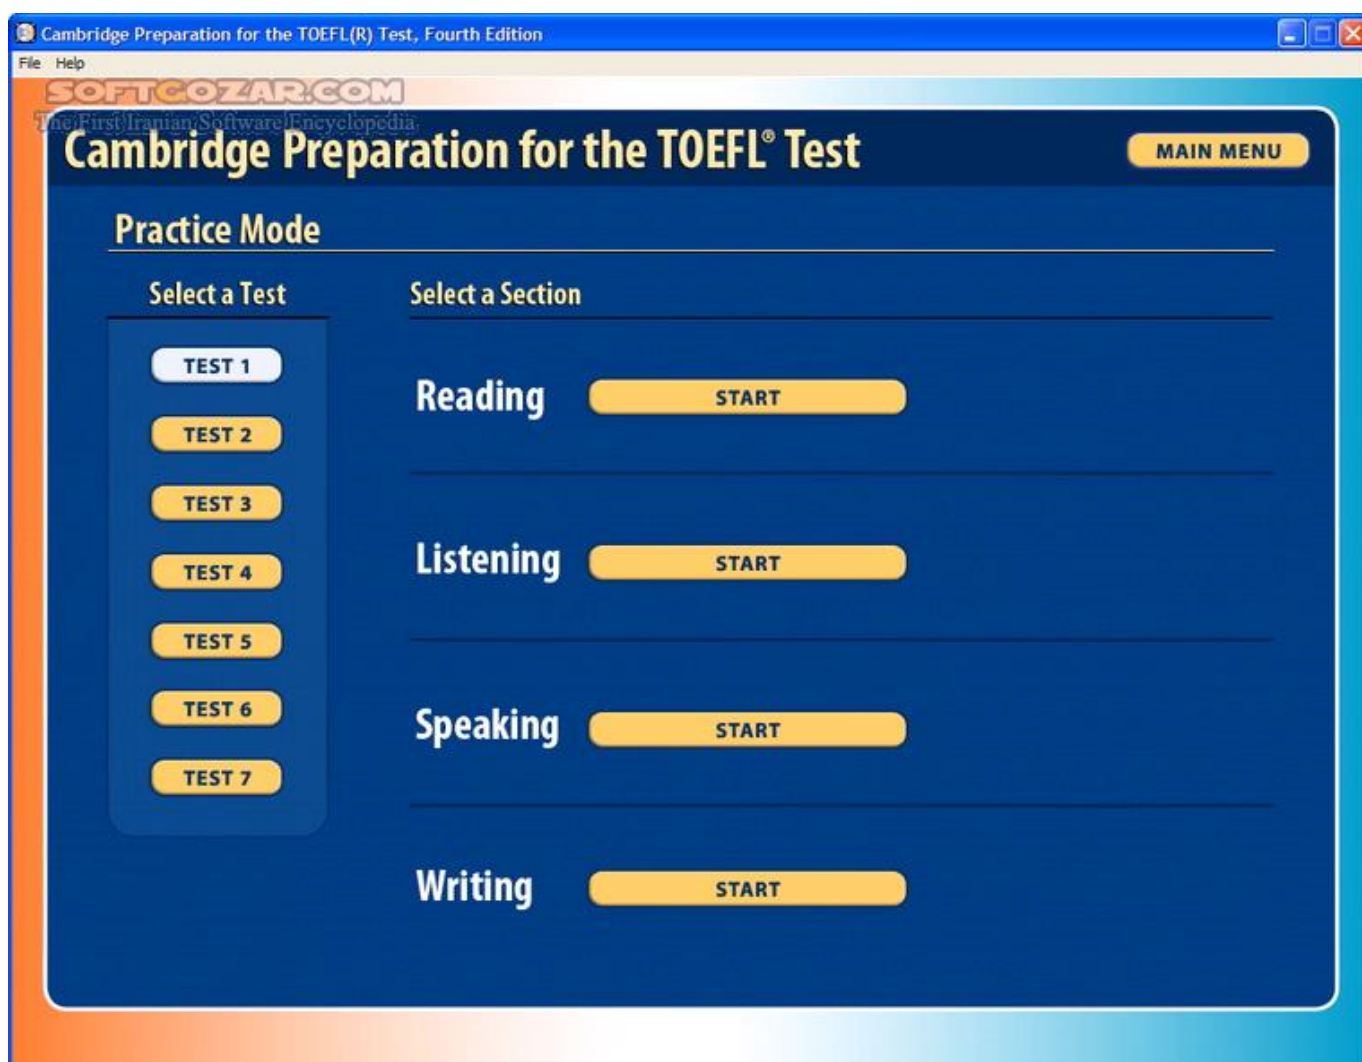 Cambridge Preparation for the TOEFL(R) Test, Fourth Edition
File Help
SOFTGOZAR.COM
The First Iranian Software Encyclopedia
Cambridge Preparation for the TOEFL® Test
MAIN MENU
Practice Mode
Select a Test
Select a Section
TEST 1
TEST 2
TEST 3
TEST 4
TEST 5
TEST 6
TEST 7
Reading START
Listening START
Speaking START
Writing START